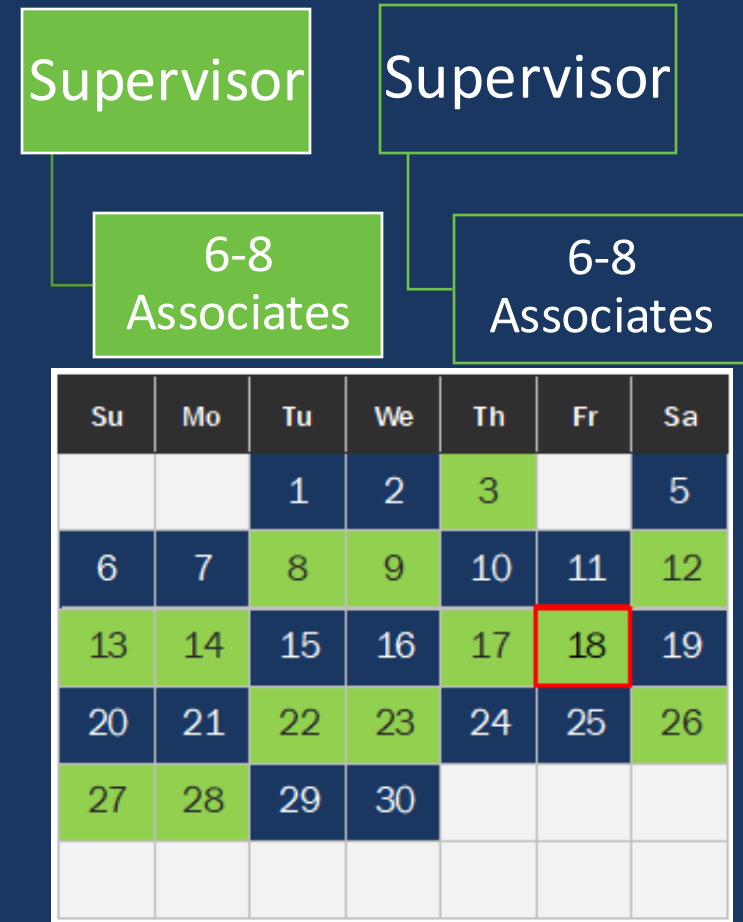 Supervisor
6-8
Associates
Supervisor
6-8
Associates
Su Mo Tu We Th Fr Sa
1 2 3 5
6 7 8 9 10 11 12
13 14 15 16 17 18 19
20 21 22 23 24 25 26
27 28 29 30